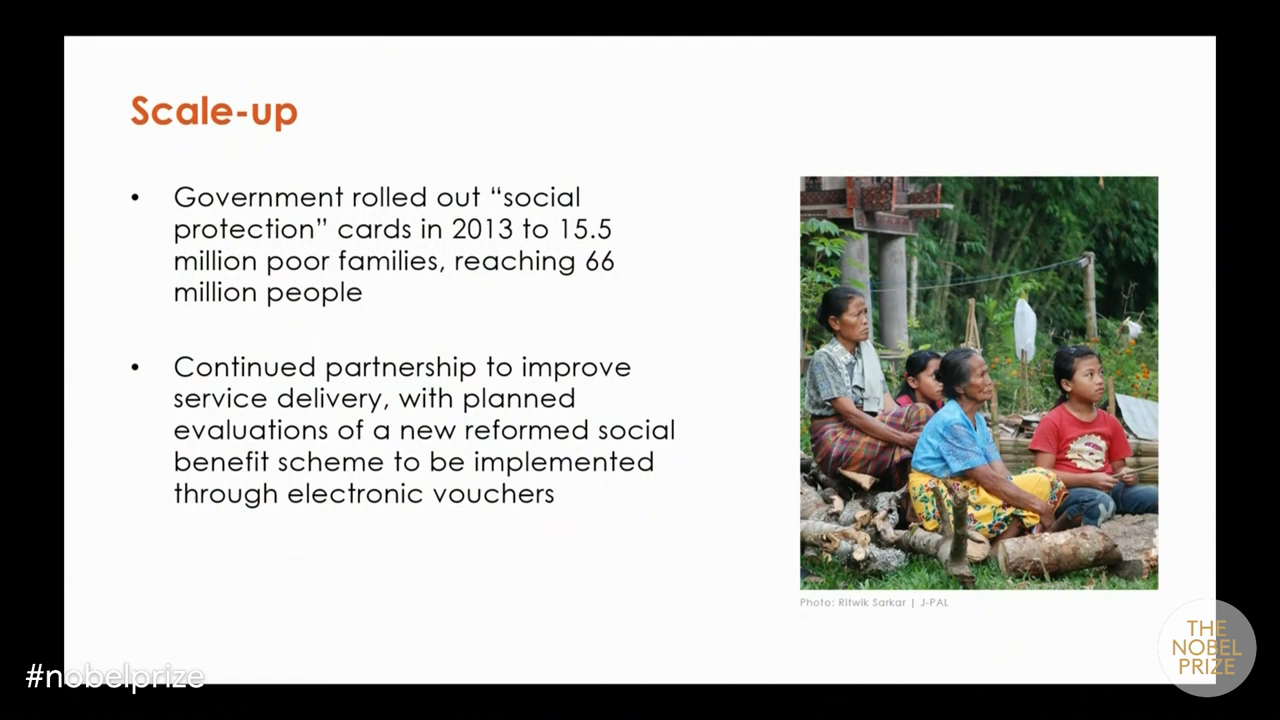 Scale-up
• Government rolled out “social
protection” cards in 2013 to 15.5
million poor families, reaching 66
million people
• Continued partnership to improve
service delivery, with planned
evaluations of a new reformed social
benefit scheme to be implemented
through electronic vouchers
Photo: Ritwik Sarkar | J-PAL
#nobelprize
THE
NOBEL
PRIZE